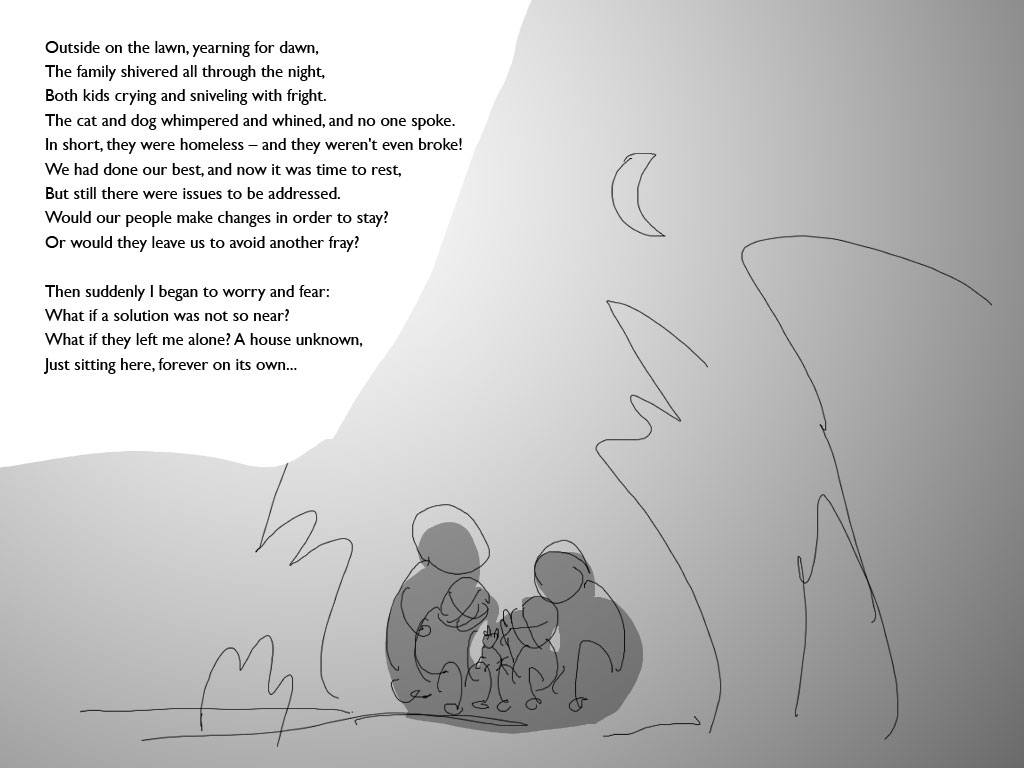 Outside on the lawn, yearning for dawn,
The family shivered all through the night,
Both kids crying and sniveling with fright.
The cat and dog whimpered and whined, and no one spoke.
In short, they were homeless – and they weren't even broke!
We had done our best, and now it was time to rest,
But still there were issues to be addressed.
Would our people make changes in order to stay?
Or would they leave us to avoid another fray?
Then suddenly I began to worry and fear:
What if a solution was not so near?
What if they left me alone? A house unknown,
Just sitting here, forever on its own...